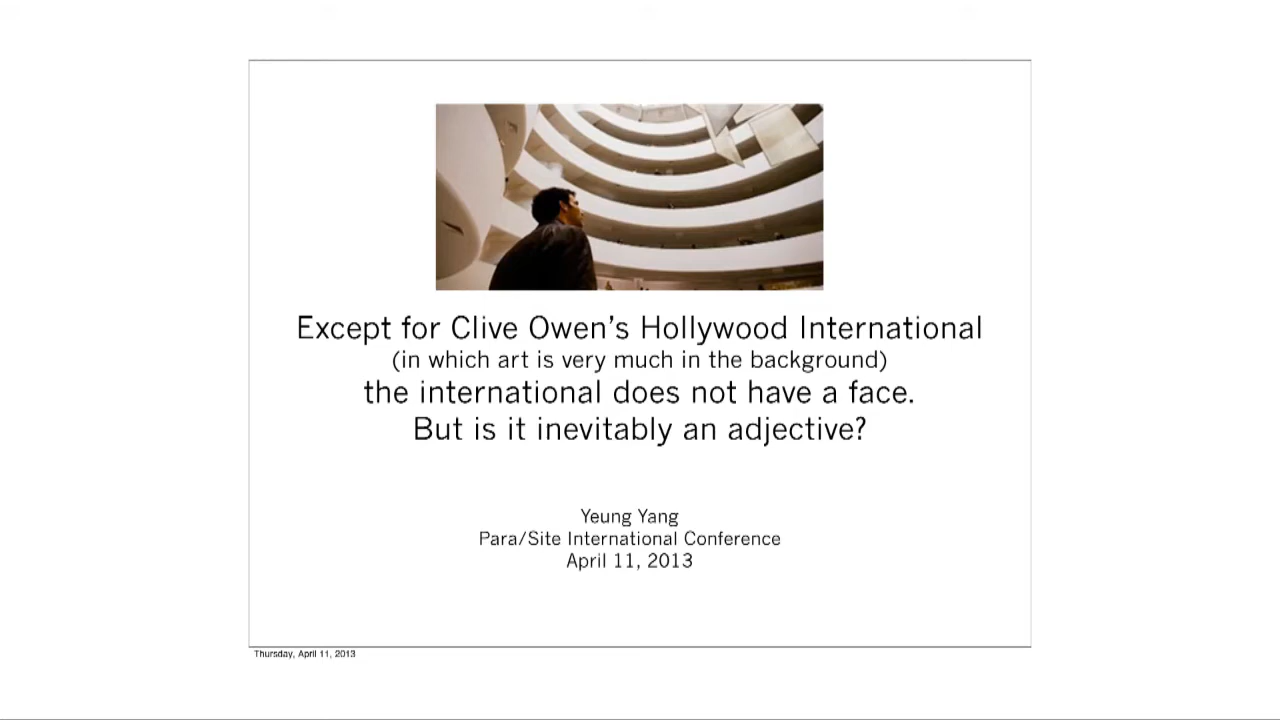 Except for Clive Owen's Hollywood International
(in which art is very much in the background)
the international does not have a face.
But is it inevitably an adjective?
Yeung Yang
Para/Site International Conference
April 11, 2013
Thursday, April 11, 2013